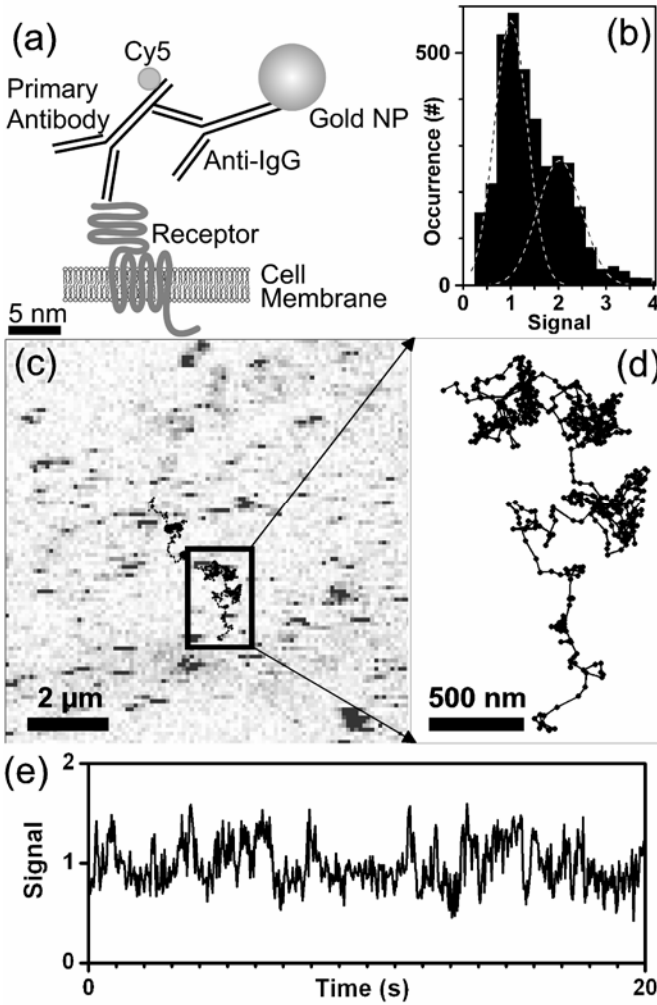 (a)
Cy5
Primary
Antibody
Gold NP
Anti-IgG
Receptor
Cell
Membrane
5 nm
(b)
500
0
Occurrence (#)
0 1 2 3 4
Signal
(c)
2 µm
(d)
500 nm
(e)
2
1
0
Signal
0 20
Time (s)